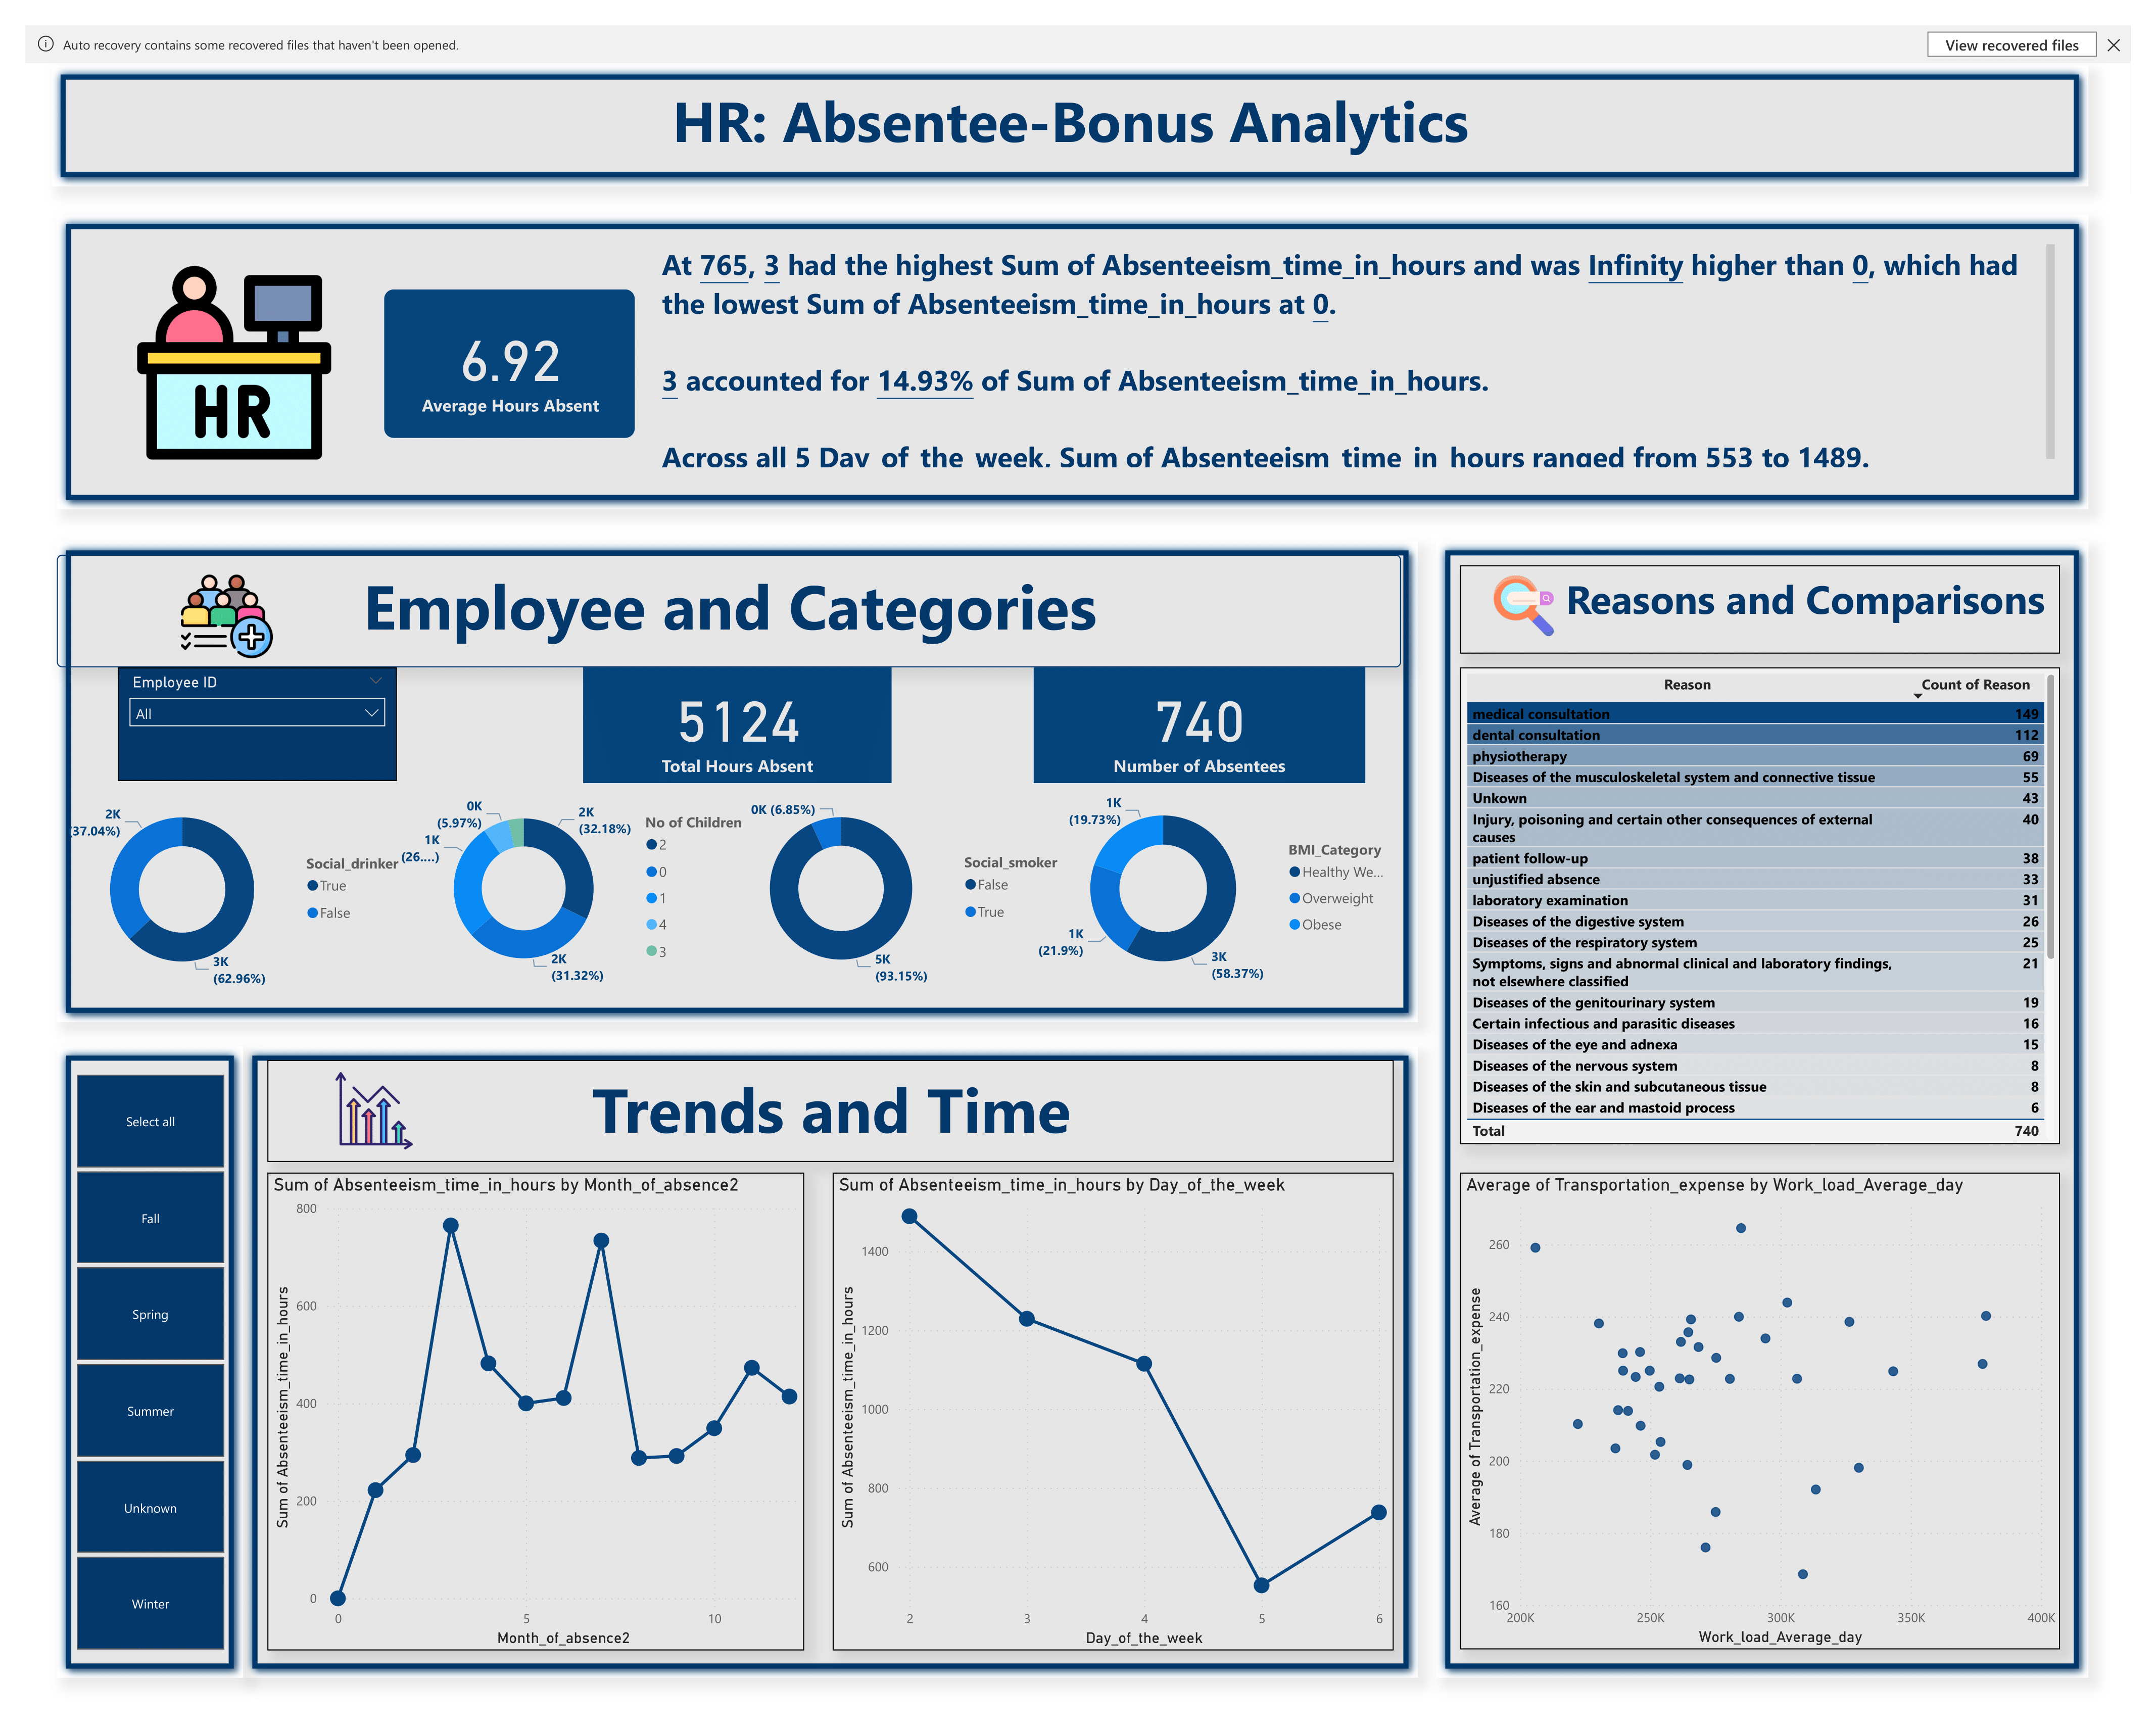 Auto recovery contains some recovered files that haven't been opened.
View recovered files
HR: Absentee-Bonus Analytics
HR
6.92
Average Hours Absent
At 765, 3 had the highest Sum of Absenteeism_time_in_hours and was Infinity higher than 0, which had
the lowest Sum of Absenteeism_time_in_hours at 0.
3 accounted for 14.93% of Sum of Absenteeism_time_in_hours.
Across all 5 Day_of_the_week, Sum of Absenteeism_time_in_hours ranged from 553 to 1489.
Employee and Categories
Employee ID
All
5124
Total Hours Absent
740
Number of Absentees
2K
(37.04%)
3K
(62.96%)
Social_drinker
True
False
0K
(5.97%)
1K
(26....)
2K
(32.18%)
2K
(31.32%)
No of Children
2
0
1
4
3
0K (6.85%)
5K
(93.15%)
Social_smoker
False
True
1K
(19.73%)
1K
(21.9%)
3K
(58.37%)
BMI_Category
Healthy We...
Overweight
Obese
Reasons and Comparisons
Reason Count of Reason
medical consultation 149
dental consultation 112
physiotherapy 69
Diseases of the musculoskeletal system and connective tissue 55
Unkown 43
Injury, poisoning and certain other consequences of external 40
causes
patient follow-up 38
unjustified absence 33
laboratory examination 31
Diseases of the digestive system 26
Diseases of the respiratory system 25
Symptoms, signs and abnormal clinical and laboratory findings, 21
not elsewhere classified
Diseases of the genitourinary system 19
Certain infectious and parasitic diseases 16
Diseases of the eye and adnexa 15
Diseases of the nervous system 8
Diseases of the skin and subcutaneous tissue 8
Diseases of the ear and mastoid process 6
Total 740
Select all
Fall
Spring
Summer
Unknown
Winter
Trends and Time
Sum of Absenteeism_time_in_hours by Month_of_absence2
Sum of Absenteeism_time_in_hours
800
600
400
200
0
0 5 10
Month_of_absence2
Sum of Absenteeism_time_in_hours by Day_of_the_week
Sum of Absenteeism_time_in_hours
1400
1200
1000
800
600
2 3 4 5 6
Day_of_the_week
Average of Transportation_expense by Work_load_Average_day
Average of Transportation_expense
260
240
220
200
180
160
200K 250K 300K 350K 400K
Work_load_Average_day